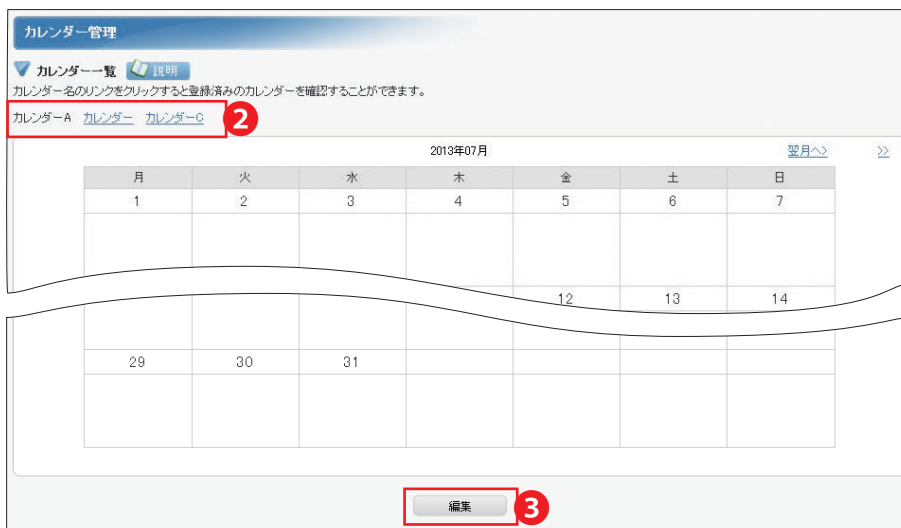 カレンダー管理
カレンダー一覧 説明
カレンダー名のリンクをクリックすると登録済みのカレンダーを確認することができます。
カレンダーA カレンダー カレンダーC 2
2013年07月 翌月へ> >>
月 火 水 木 金 土 日
1 2 3 4 5 6 7
12 13 14
29 30 31
編集 3